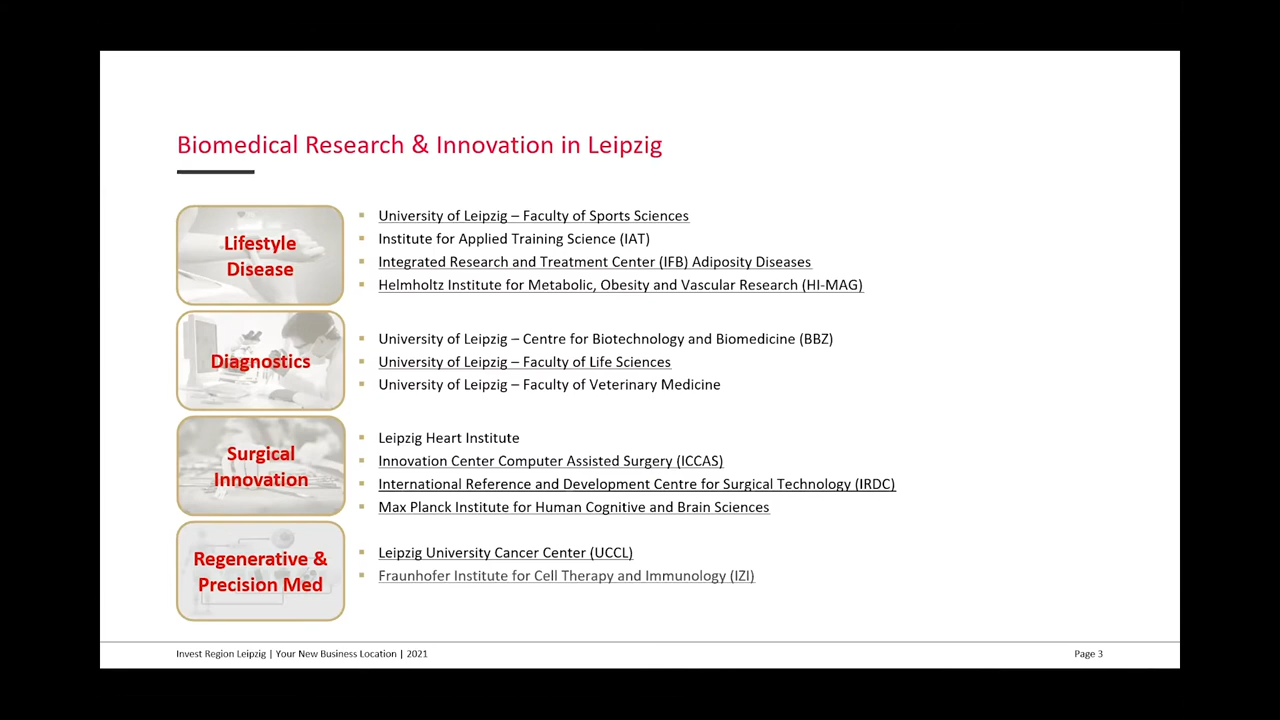 Biomedical Research & Innovation in Leipzig
Lifestyle
Disease
University of Leipzig – Faculty of Sports Sciences
Institute for Applied Training Science (IAT)
Integrated Research and Treatment Center (IFB) Adiposity Diseases
Helmholtz Institute for Metabolic, Obesity and Vascular Research (HI-MAG)
Diagnostics
University of Leipzig – Centre for Biotechnology and Biomedicine (BBZ)
University of Leipzig – Faculty of Life Sciences
University of Leipzig – Faculty of Veterinary Medicine
Surgical
Innovation
Leipzig Heart Institute
Innovation Center Computer Assisted Surgery (ICCAS)
International Reference and Development Centre for Surgical Technology (IRDC)
Max Planck Institute for Human Cognitive and Brain Sciences
Regenerative &
Precision Med
Leipzig University Cancer Center (UCCL)
Fraunhofer Institute for Cell Therapy and Immunology (IZI)
Invest Region Leipzig | Your New Business Location | 2021
Page 3